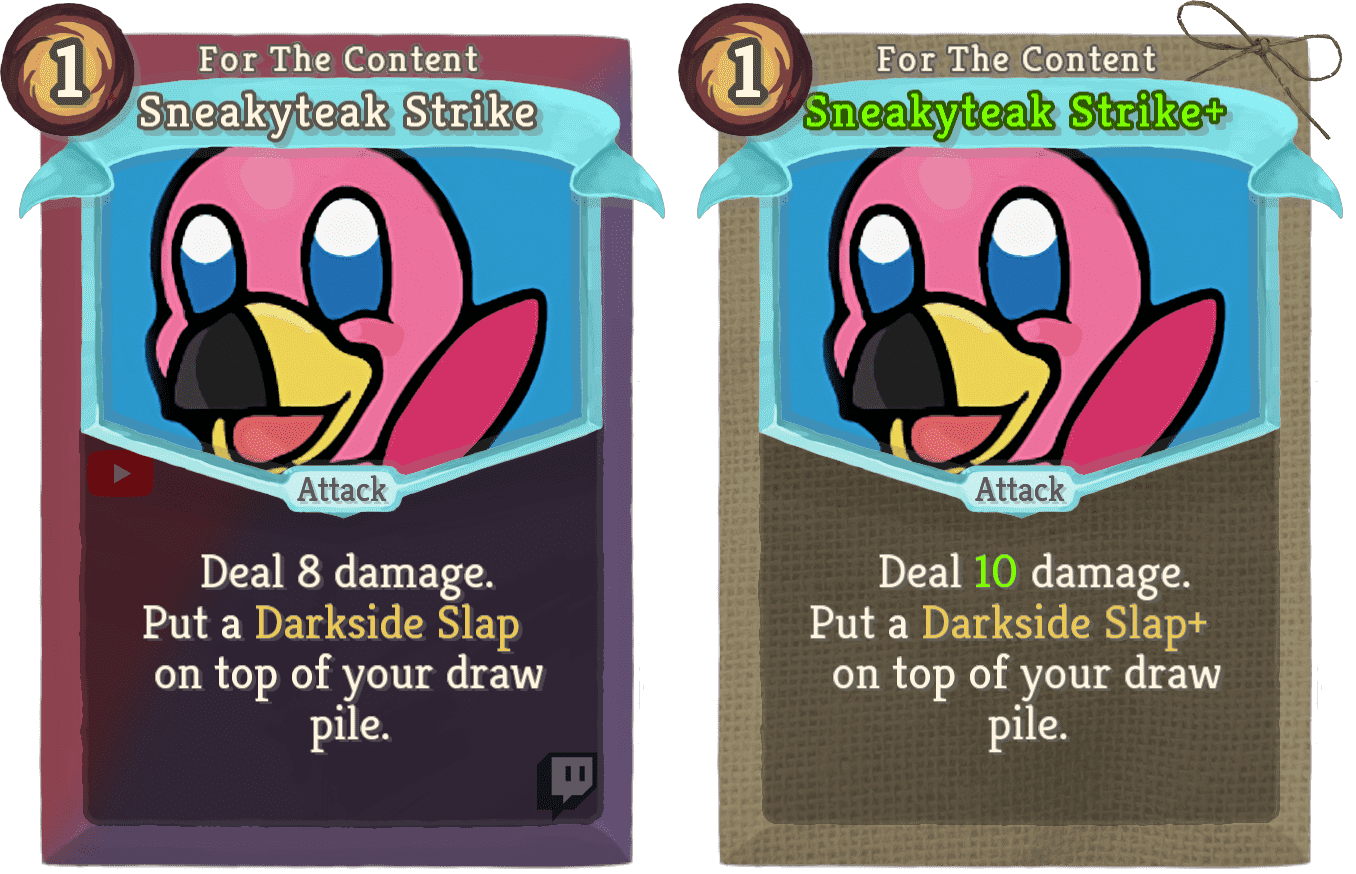 1
For The Content
Sneakyteak Strike
Attack
Deal 8 damage.
Put a Darkside Slap
on top of your draw
pile.
1
For The Content
Sneakyteak Strike+
Attack
Deal 10 damage.
Put a Darkside Slap+
on top of your draw
pile.